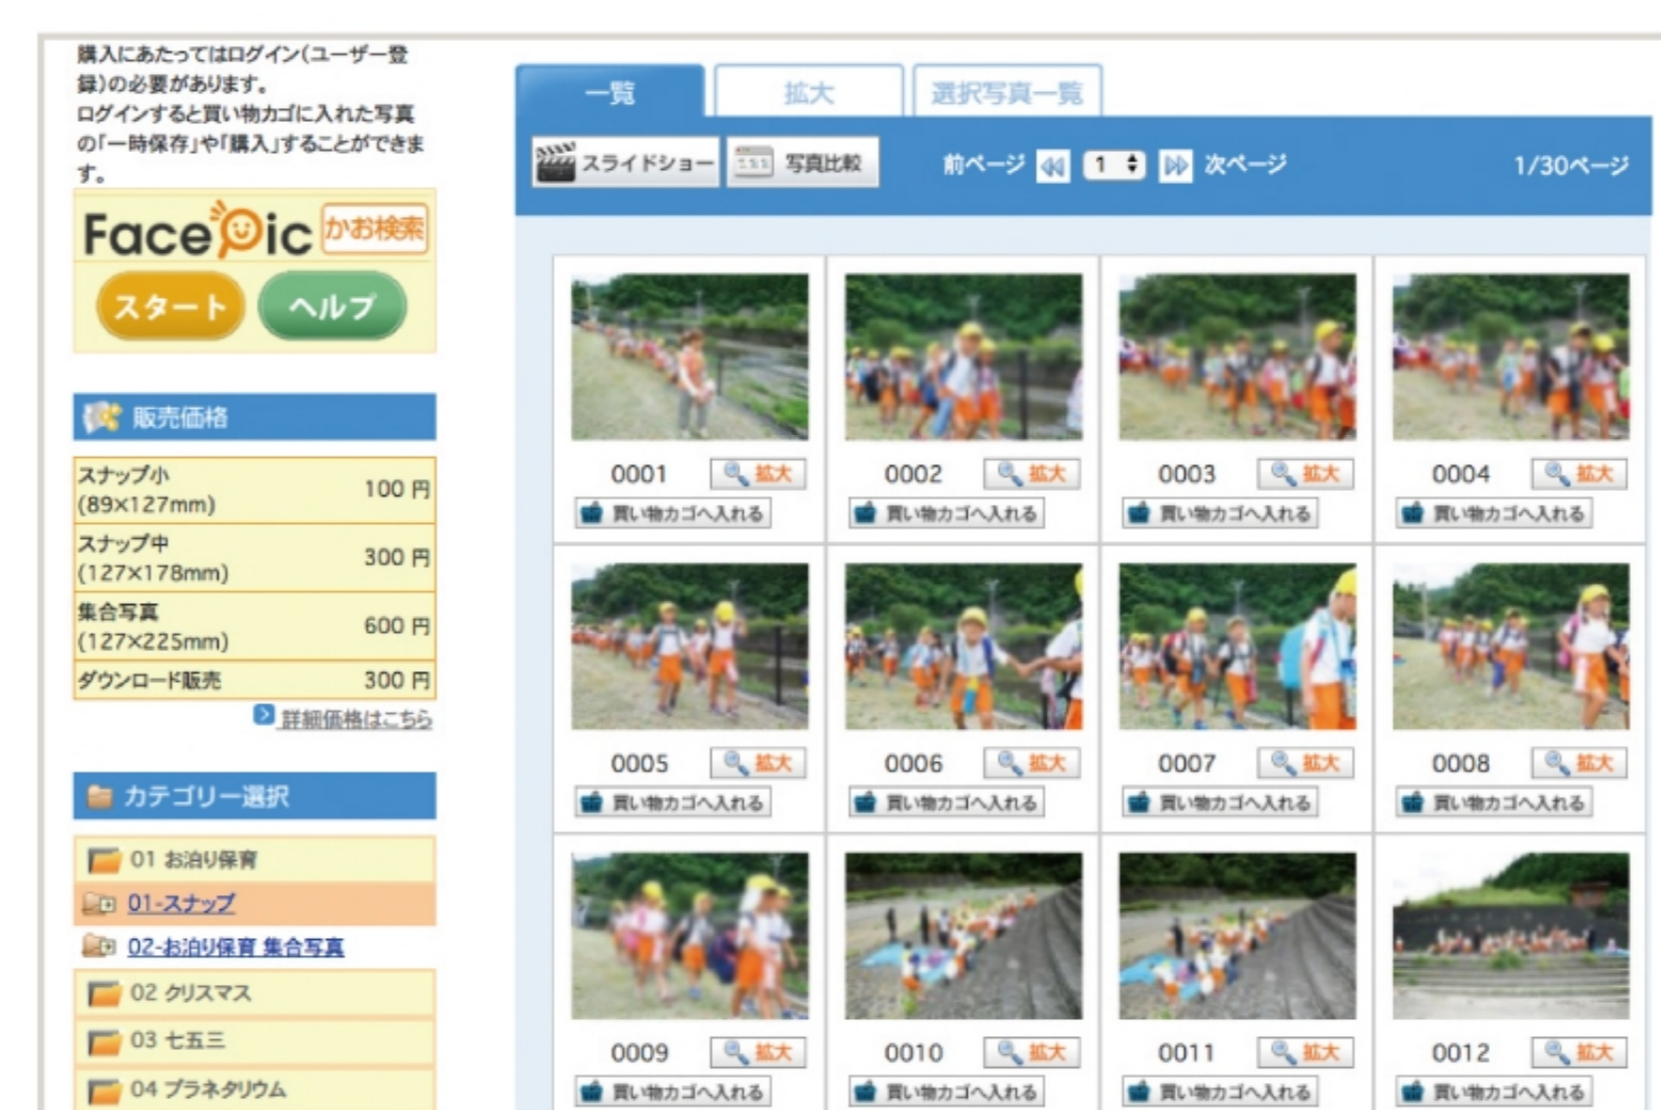 購入にあたってはログイン(ユーザー登
録)の必要があります。
ログインすると買い物カゴに入れた写真
の「一時保存」や「購入」することができま
す。
FacePic かお検索
スタート ヘルプ
販売価格
スナップ小
(89×127mm) 100 円
スナップ中
(127×178mm) 300 円
集合写真
(127×225mm) 600 円
ダウンロード販売 300 円
詳細価格はこちら
カテゴリー選択
01 お泊り保育
01-スナップ
02-お泊り保育 集合写真
02 クリスマス
03 七五三
04 プラネタリウム
一覧 拡大 選択写真一覧
スライドショー 写真比較 前ページ 1 次ページ 1/30ページ
0001 拡大 0002 拡大 0003 拡大 0004 拡大
買い物カゴへ入れる 買い物カゴへ入れる 買い物カゴへ入れる 買い物カゴへ入れる
0005 拡大 0006 拡大 0007 拡大 0008 拡大
買い物カゴへ入れる 買い物カゴへ入れる 買い物カゴへ入れる 買い物カゴへ入れる
0009 拡大 0010 拡大 0011 拡大 0012 拡大
買い物カゴへ入れる 買い物カゴへ入れる 買い物カゴへ入れる 買い物カゴへ入れる